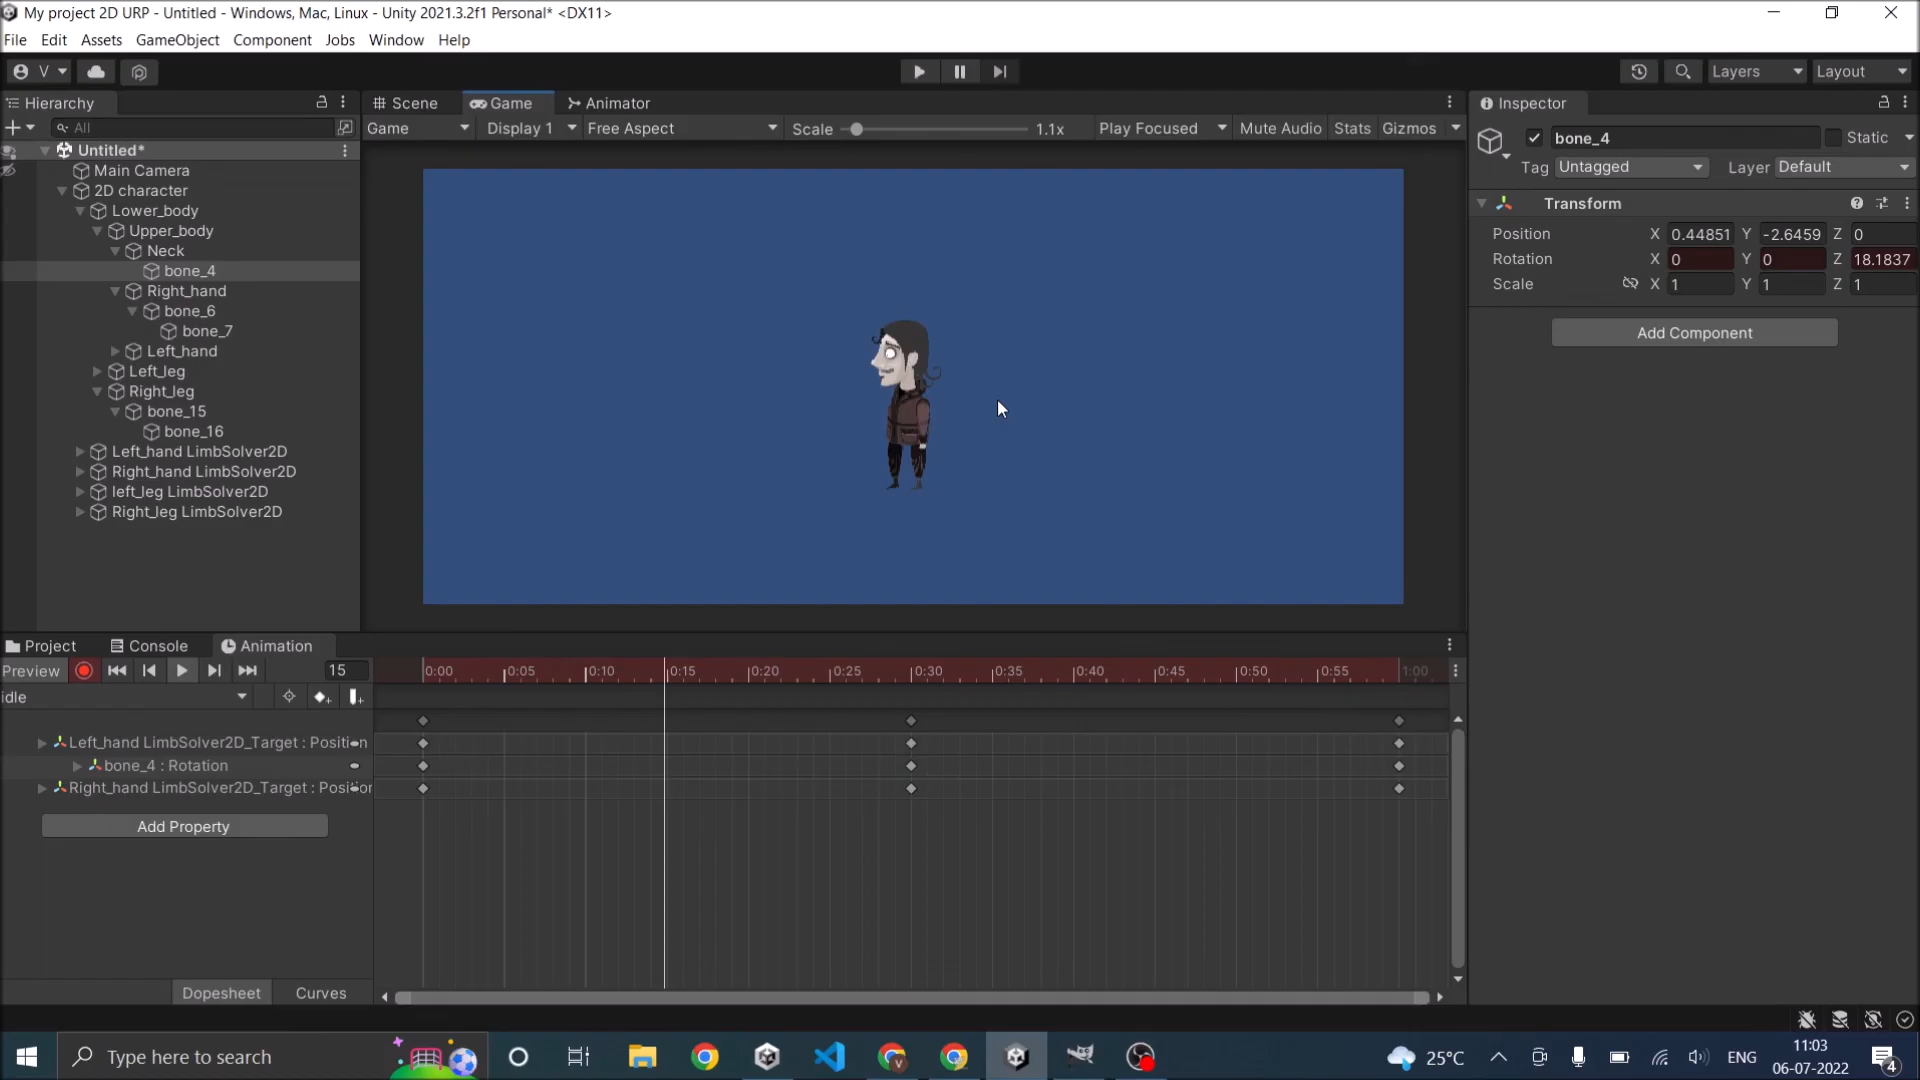 My project 2D URP - Untitled - Windows, Mac, Linux - Unity 2021.3.2f1 Personal* <DX11>
File Edit Assets GameObject Component Jobs Window Help
V Layers Layout
Hierarchy
All
Untitled*
Main Camera
2D character
Lower_body
Upper_body
Neck
bone_4
Right_hand
bone_6
bone_7
Left_hand
Left_leg
Right_leg
bone_15
bone_16
Left_hand LimbSolver2D
Right_hand LimbSolver2D
left_leg LimbSolver2D
Right_leg LimbSolver2D
Scene Game Animator
Game Display 1 Free Aspect Scale 1.1x Play Focused Mute Audio Stats Gizmos
Inspector
bone_4 Static
Tag Untagged Layer Default
Transform
Position X 0.44851 Y -2.6459 Z 0
Rotation X 0 Y 0 Z 18.1837
Scale X 1 Y 1 Z 1
Add Component
Project Console Animation
Preview 15 0:00 0:05 0:10 0:15 0:20 0:25 0:30 0:35 0:40 0:45 0:50 0:55 1:00
idle
Left_hand LimbSolver2D_Target : Position
bone_4 : Rotation
Right_hand LimbSolver2D_Target : Position
Add Property
Dopesheet Curves
Type here to search
25°C ENG
11:03
06-07-2022
4